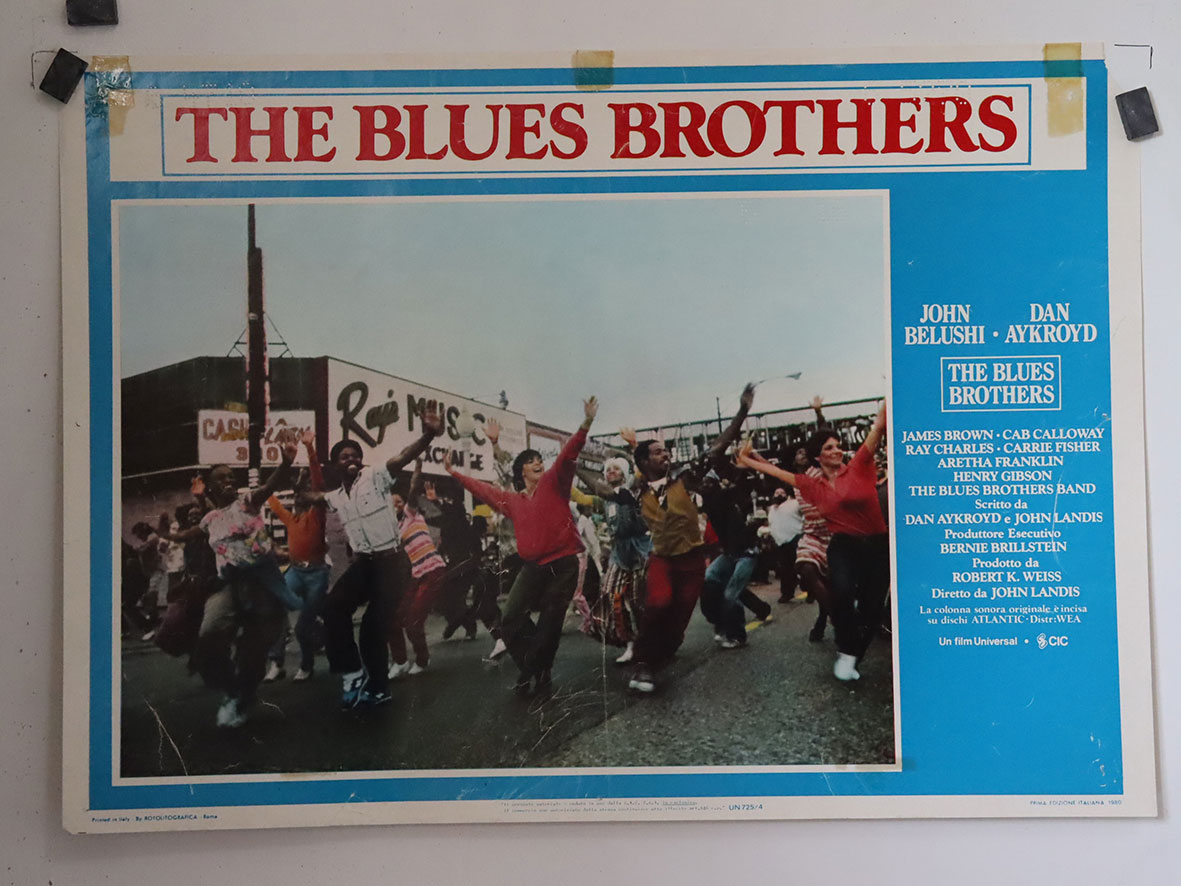 THE BLUES BROTHERS
Ray's MUSIC
EXCHANGE
CASH
JOHN BELUSHI • DAN AYKROYD
THE BLUES
BROTHERS
JAMES BROWN • CAB CALLOWAY
RAY CHARLES • CARRIE FISHER
ARETHA FRANKLIN
HENRY GIBSON
THE BLUES BROTHERS BAND
Scritto da
DAN AYKROYD e JOHN LANDIS
Produttore Esecutivo
BERNIE BRILLSTEIN
Prodotto da
ROBERT K. WEISS
Diretto da JOHN LANDIS
La colonna sonora originale è incisa
su dischi ATLANTIC • Distr: WEA
Un film Universal • CIC
UN 725/4
PRIMA EDIZIONE ITALIANA 1980
Printed in Italy - By ROTOLITOGRAFICA - Roma